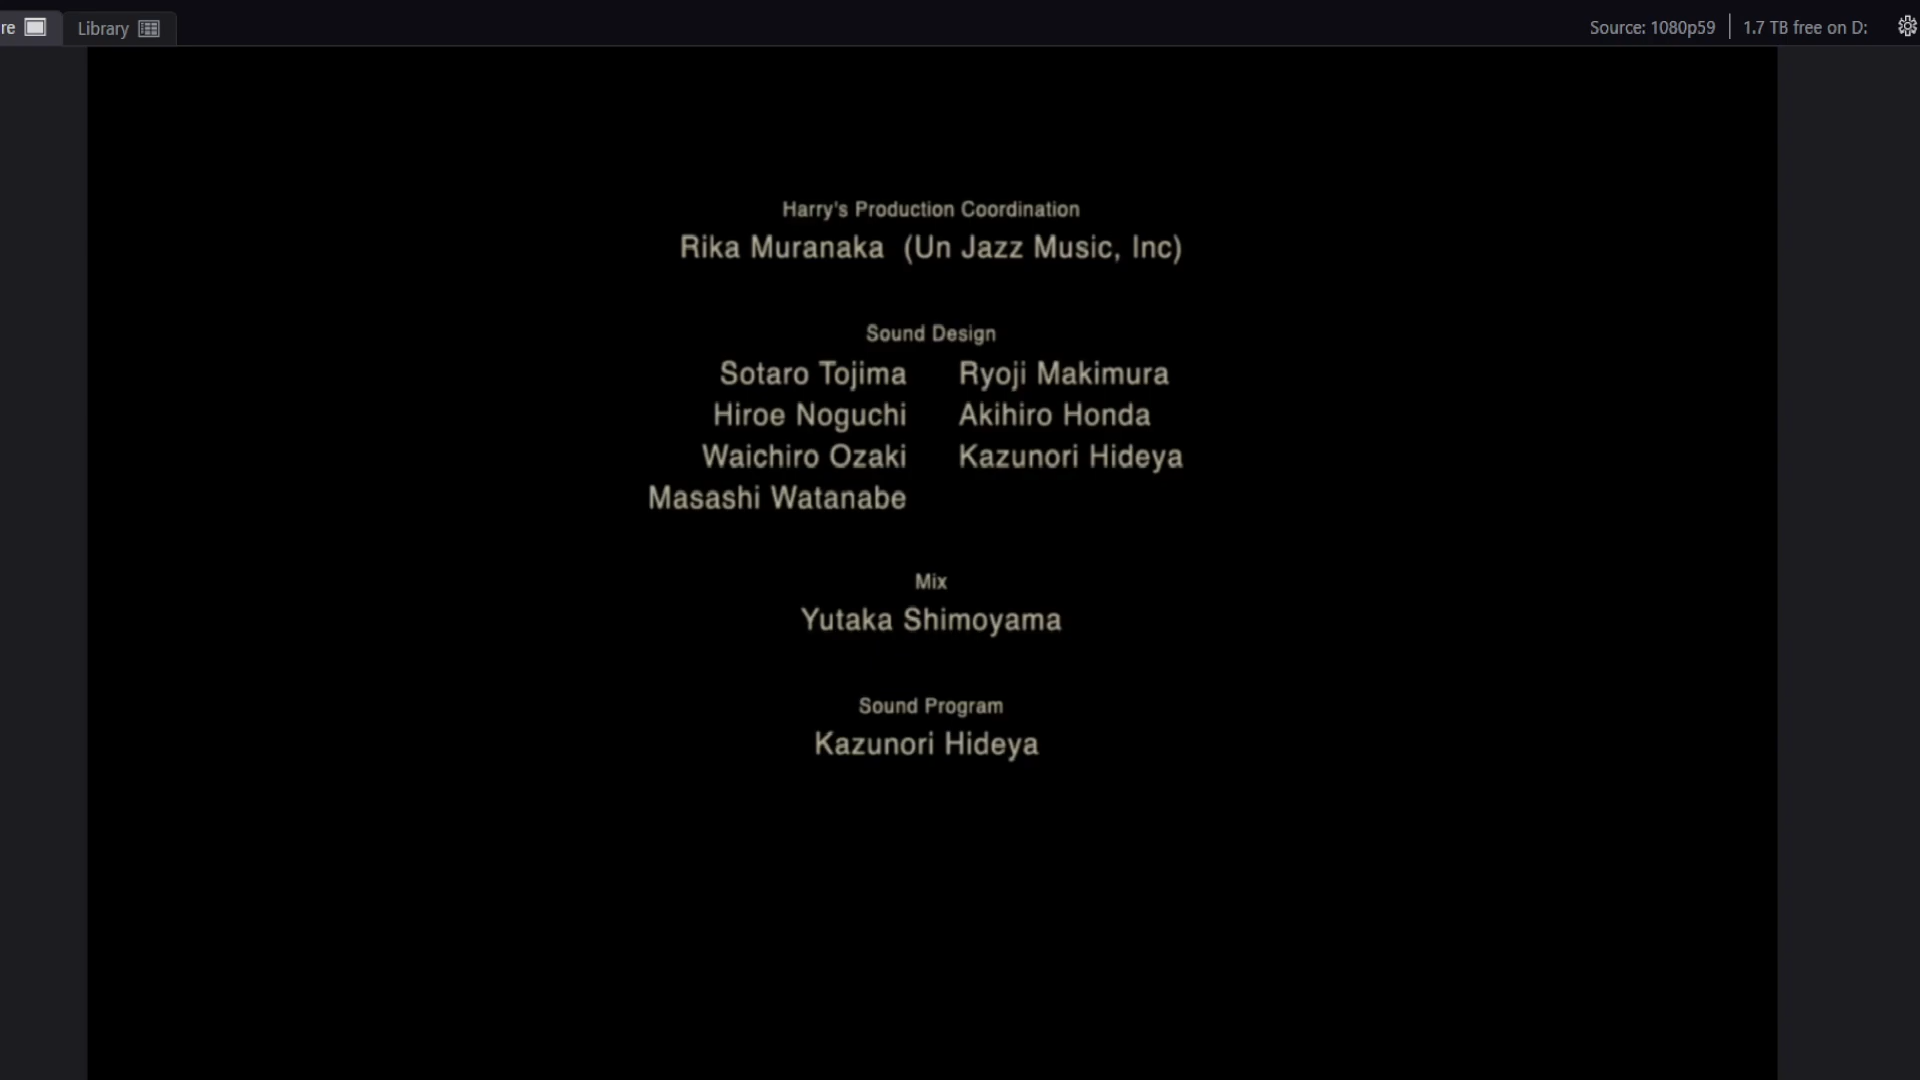 re
Library
Source: 1080p59
1.7 TB free on D:
Harry's Production Coordination
Rika Muranaka (Un Jazz Music, Inc)
Sound Design
Sotaro Tojima Ryoji Makimura
Hiroe Noguchi Akihiro Honda
Waichiro Ozaki Kazunori Hideya
Masashi Watanabe
Mix
Yutaka Shimoyama
Sound Program
Kazunori Hideya